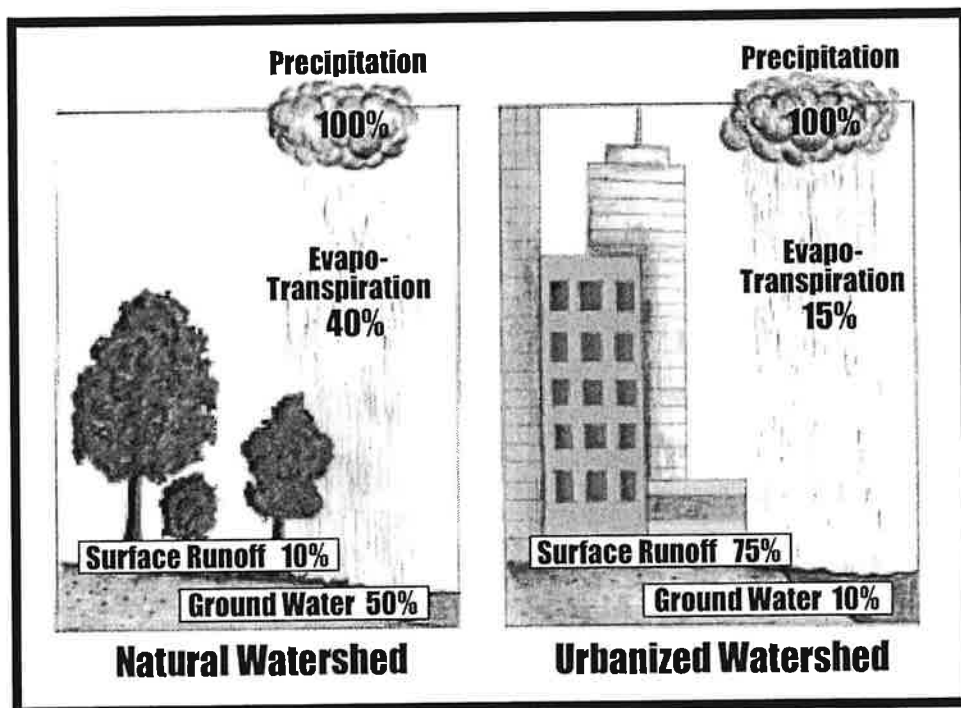 Precipitation
100%
Evapo-
Transpiration
40%
Surface Runoff 10%
Ground Water 50%
Natural Watershed
Precipitation
100%
Evapo-
Transpiration
15%
Surface Runoff 75%
Ground Water 10%
Urbanized Watershed